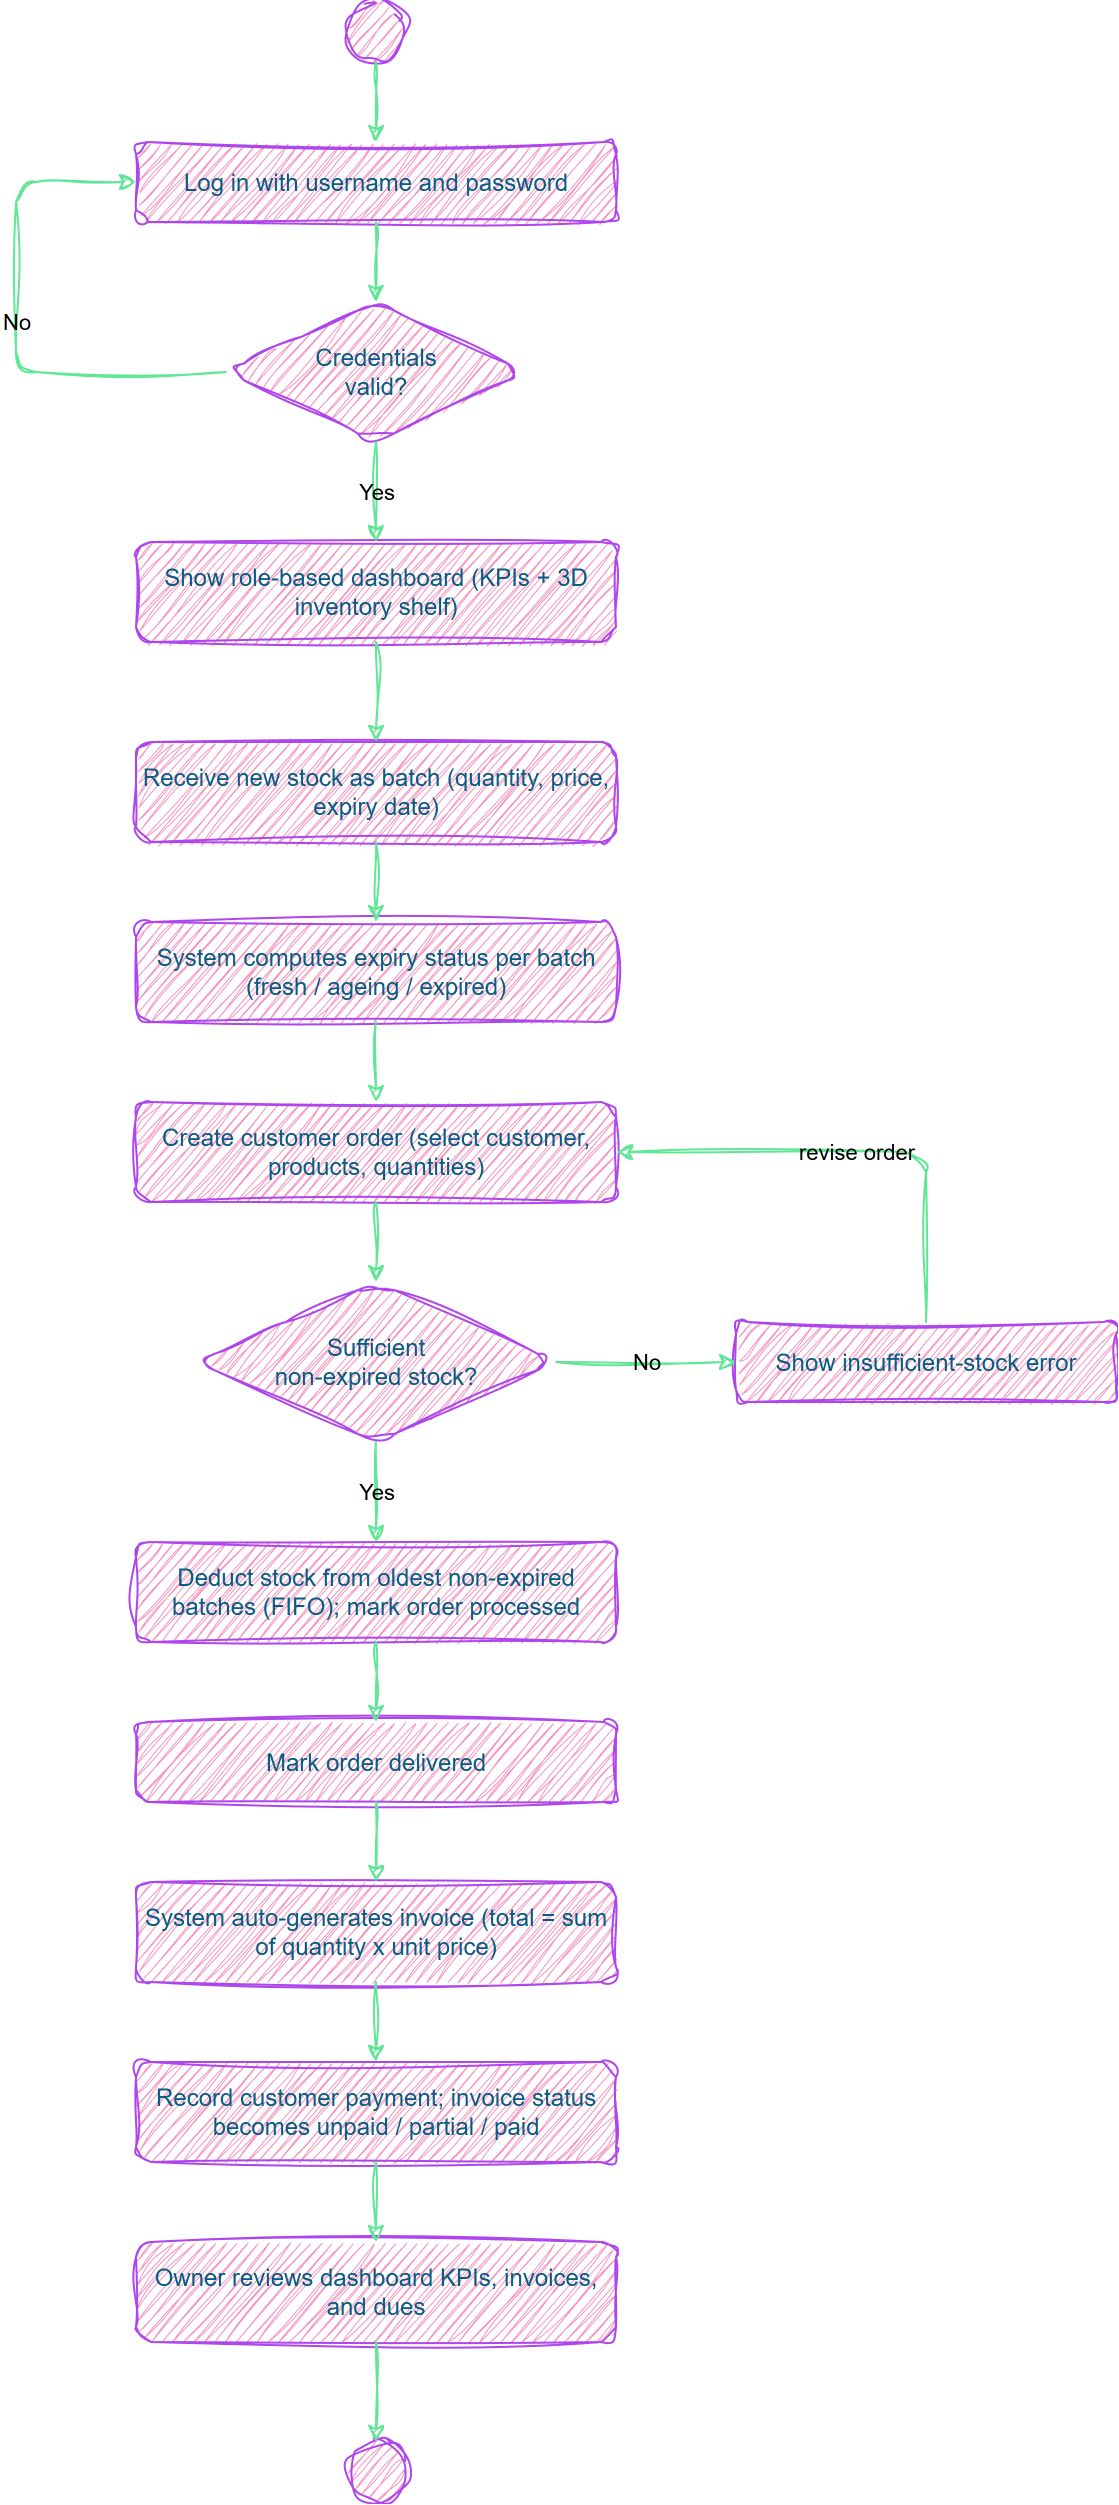 Log in with username and password
No
Credentials
valid?
Yes
Show role-based dashboard (KPIs + 3D
inventory shelf)
Receive new stock as batch (quantity, price,
expiry date)
System computes expiry status per batch
(fresh / ageing / expired)
Create customer order (select customer,
products, quantities)
revise order
Sufficient
non-expired stock?
No
Show insufficient-stock error
Yes
Deduct stock from oldest non-expired
batches (FIFO); mark order processed
Mark order delivered
System auto-generates invoice (total = sum
of quantity x unit price)
Record customer payment; invoice status
becomes unpaid / partial / paid
Owner reviews dashboard KPIs, invoices,
and dues